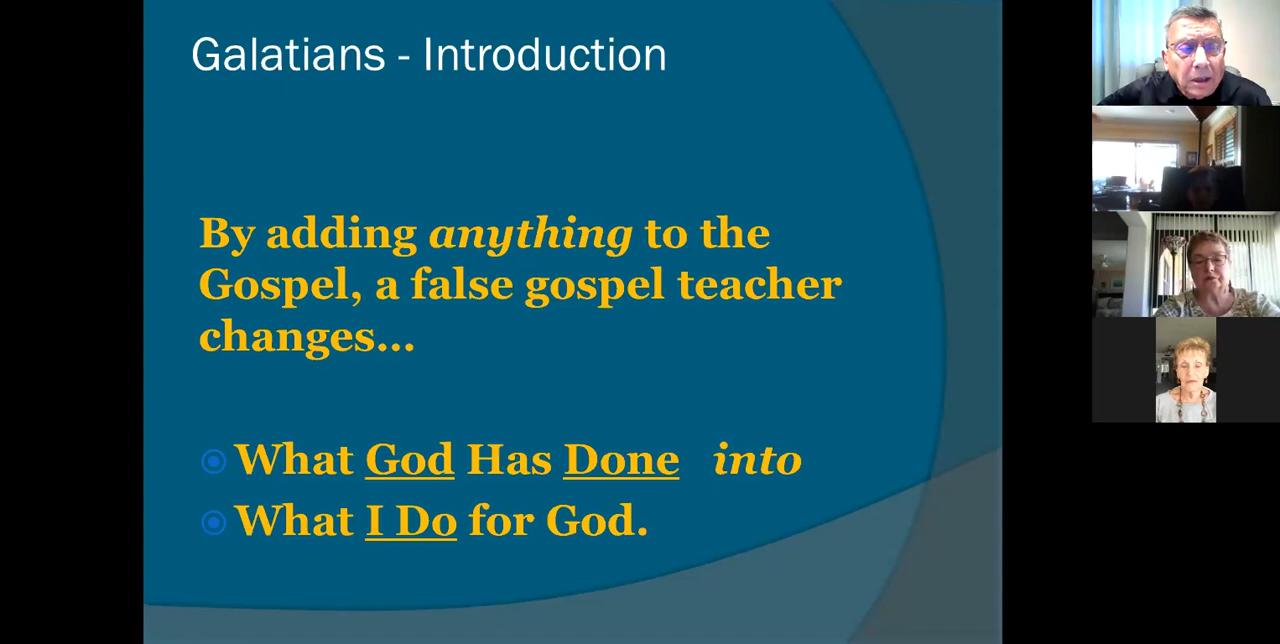 Galatians - Introduction
By adding anything to the
Gospel, a false gospel teacher
changes...
What God Has Done into
What I Do for God.